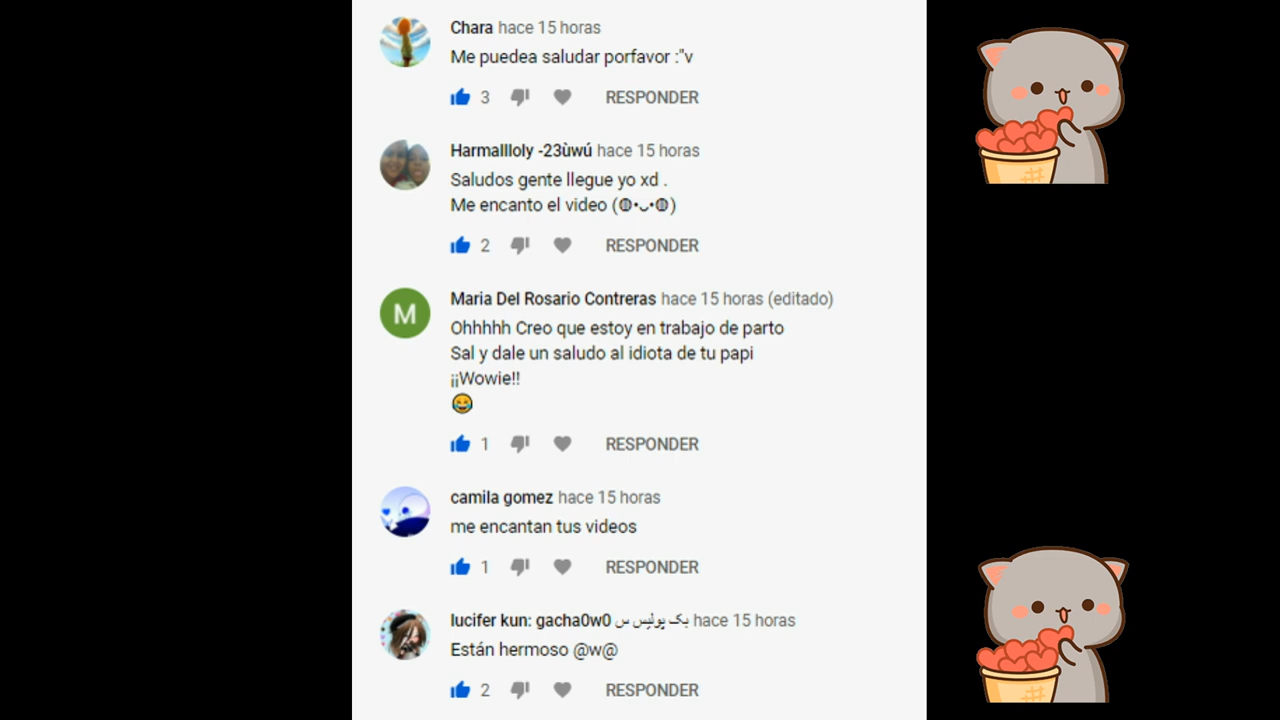 Chara hace 15 horas
Me puedea saludar porfavor :"v
3 RESPONDER
Harmallloly -23ùwú hace 15 horas
Saludos gente llegue yo xd .
Me encanto el video (◍•ᴗ•◍)
2 RESPONDER
M
Maria Del Rosario Contreras hace 15 horas (editado)
Ohhhhh Creo que estoy en trabajo de parto
Sal y dale un saludo al idiota de tu papi
¡¡Wowie!!
😂
1 RESPONDER
camila gomez hace 15 horas
me encantan tus videos
1 RESPONDER
lucifer kun: gacha0w0 بک پولیس س hace 15 horas
Están hermoso @w@
2 RESPONDER